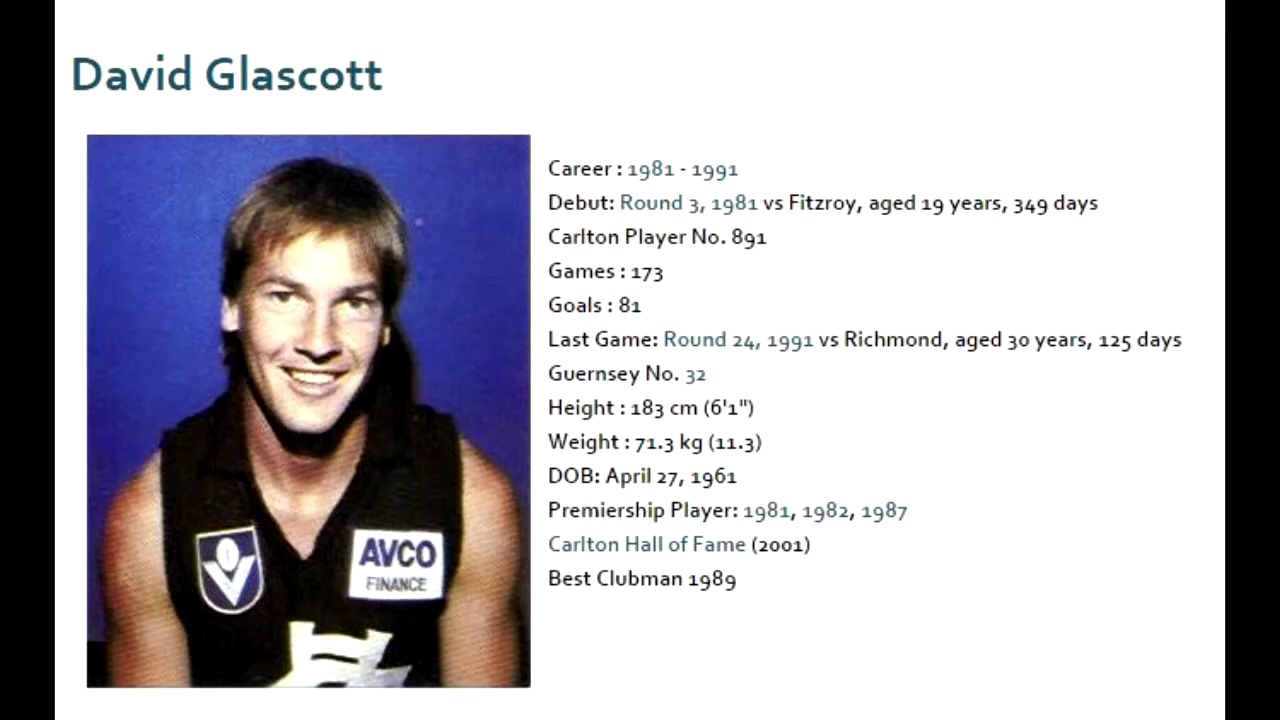 David Glascott
Career : 1981 - 1991
Debut: Round 3, 1981 vs Fitzroy, aged 19 years, 349 days
Carlton Player No. 891
Games : 173
Goals : 81
Last Game: Round 24, 1991 vs Richmond, aged 30 years, 125 days
Guernsey No. 32
Height : 183 cm (6'1")
Weight : 71.3 kg (11.3)
DOB: April 27, 1961
Premiership Player: 1981, 1982, 1987
Carlton Hall of Fame (2001)
Best Clubman 1989
AVCO
FINANCE